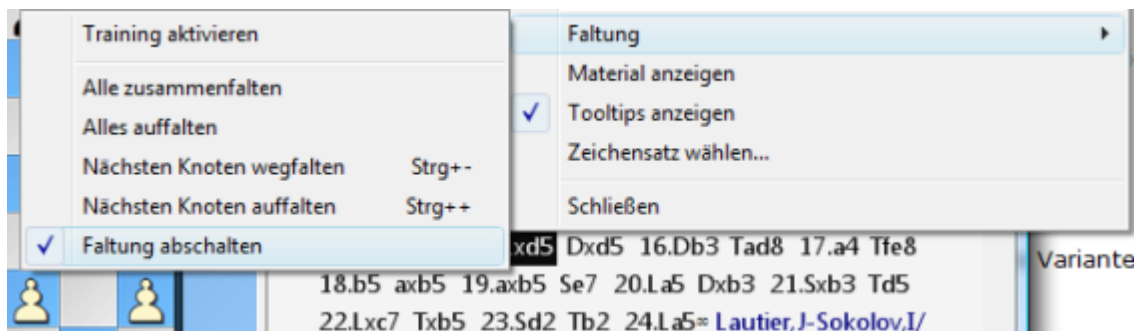 Training aktivieren
Alle zusammenfalten
Alles auffalten
Nächsten Knoten wegfalten Strg+-
Nächsten Knoten auffalten Strg++
Faltung abschalten
Faltung
Material anzeigen
Tooltips anzeigen
Zeichensatz wählen...
Schließen
xd5 Dxd5 16.Db3 Tad8 17.a4 Tfe8
18.b5 axb5 19.axb5 Se7 20.La5 Dxb3 21.Sxb3 Td5
22.Lxc7 Txb5 23.Sd2 Tb2 24.La5= Lautier,J-Sokolov,I/
Variante